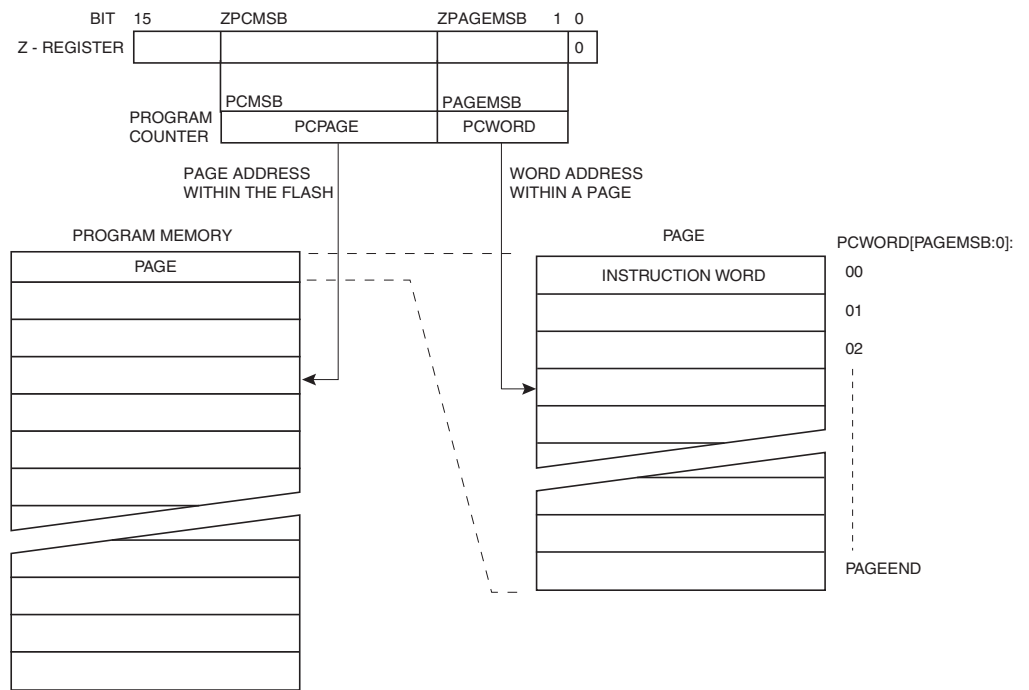 BIT 15 ZPCMSB ZPAGEMSB 1 0
Z - REGISTER 0
PCMSB PAGEMSB
PROGRAM
COUNTER
PCPAGE PCWORD
PAGE ADDRESS
WITHIN THE FLASH
WORD ADDRESS
WITHIN A PAGE
PROGRAM MEMORY
PAGE
PAGE
PCWORD[PAGEMSB:0]:
INSTRUCTION WORD
00
01
02
PAGEEND